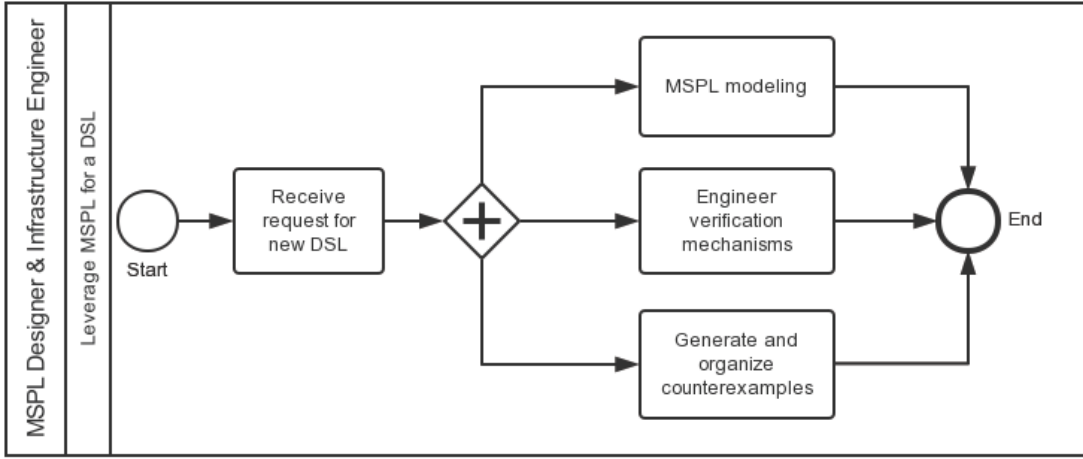 MSPL Designer & Infrastructure Engineer
Leverage MSPL for a DSL
Start
Receive
request for
new DSL
MSPL modeling
Engineer
verification
mechanisms
Generate and
organize
counterexamples
End